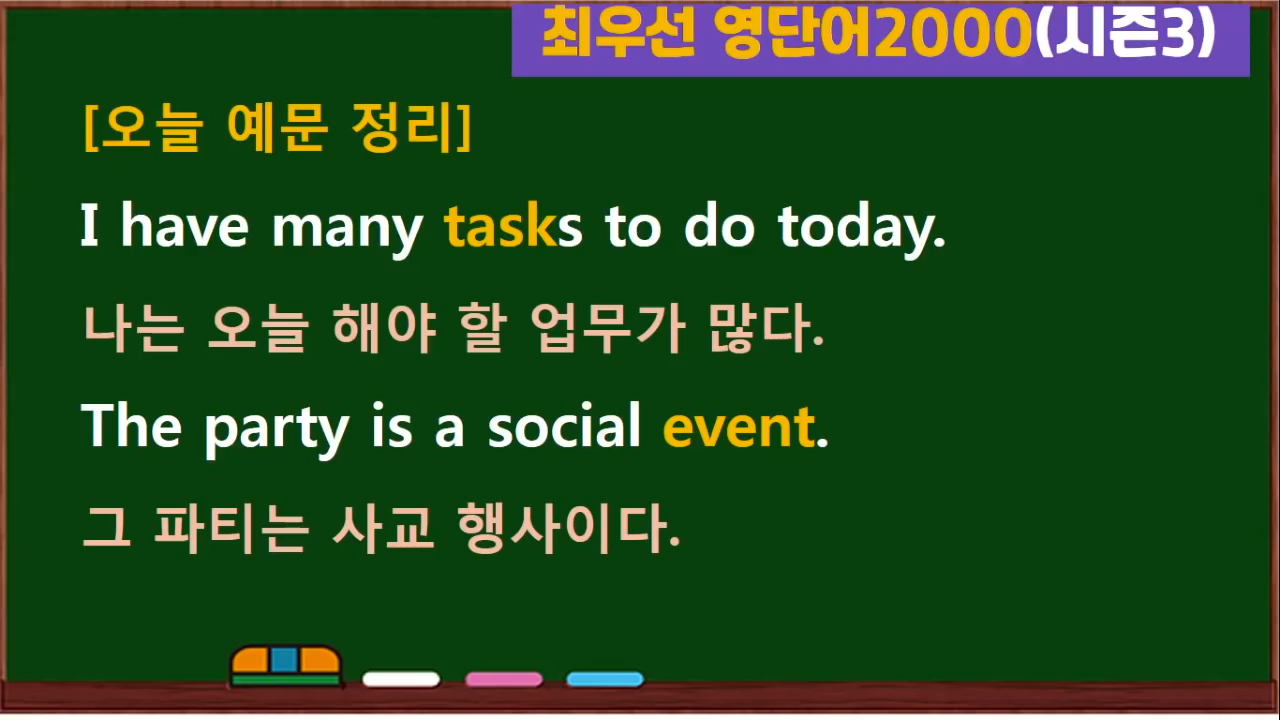 최우선 영단어2000(시즌3)
[오늘 예문 정리]
I have many tasks to do today.
나는 오늘 해야 할 업무가 많다.
The party is a social event.
그 파티는 사교 행사이다.